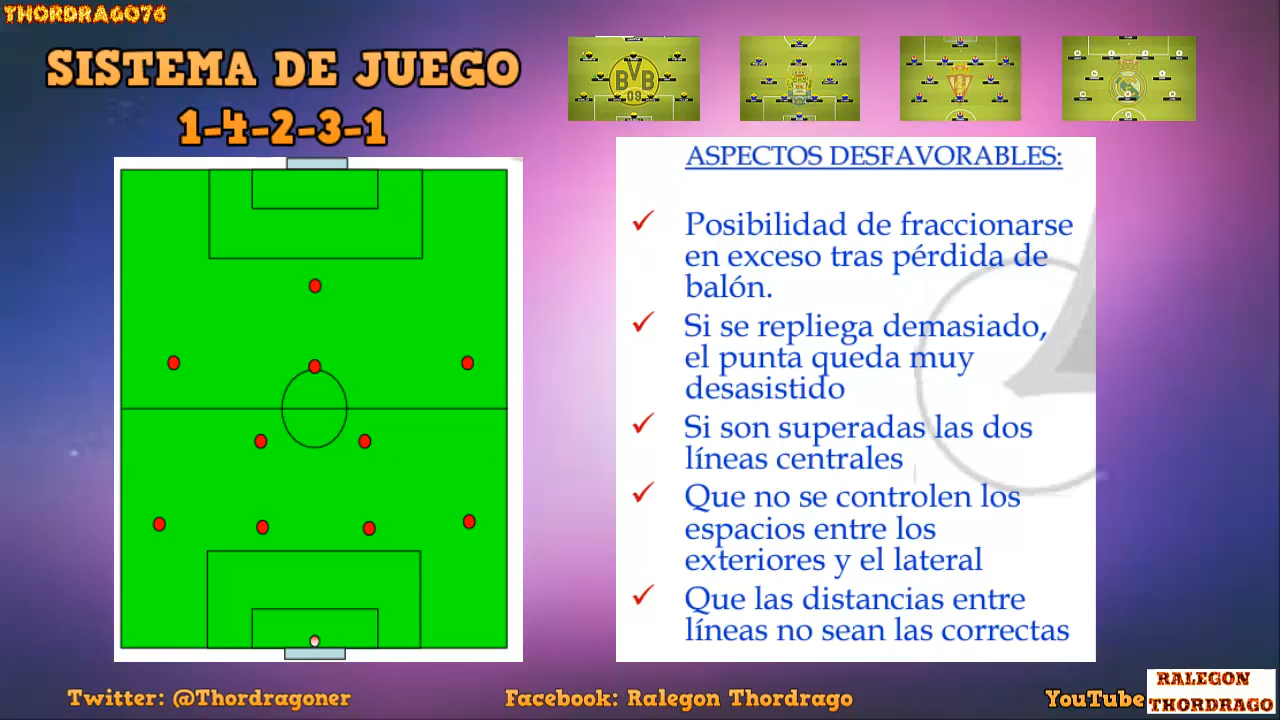 THORDRAGO76
SISTEMA DE JUEGO
1-4-2-3-1
BVB
09
ASPECTOS DESFAVORABLES:
Posibilidad de fraccionarse
en exceso tras pérdida de
balón.
Si se repliega demasiado,
el punta queda muy
desasistido
Si son superadas las dos
líneas centrales
Que no se controlen los
espacios entre los
exteriores y el lateral
Que las distancias entre
líneas no sean las correctas
Twitter: @Thordragoner
Facebook: Ralegon Thordrago
YouTube
RALEGON
THORDRAGO